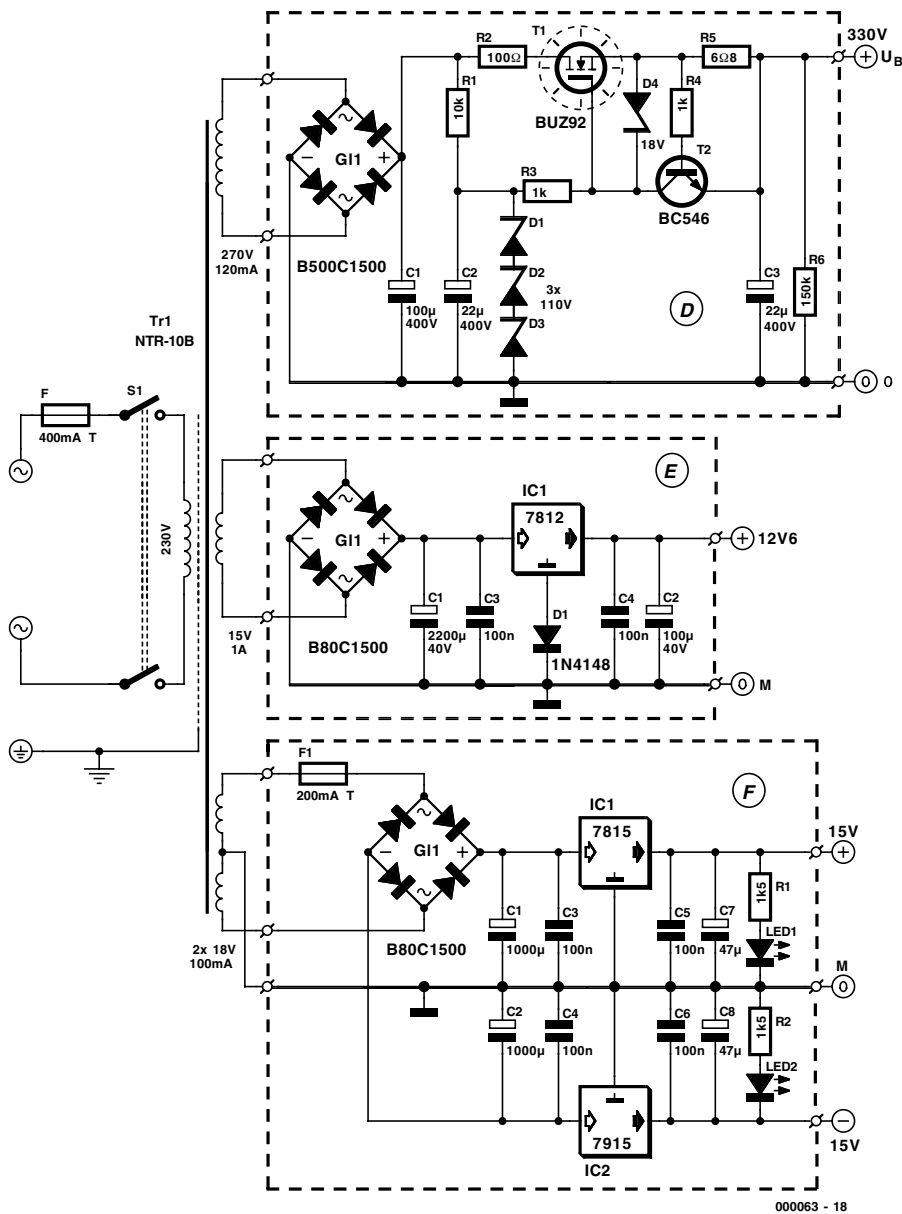 330V
+ UB
R2
100Ω
T1
BUZ92
R5
6Ω8
R1
10k
D4
18V
R4
1k
T2
BC546
~
GI1
−
+
~
R3
1k
D1
D2
D3
3x
110V
270V
120mA
B500C1500
C1
100µ
400V
C2
22µ
400V
C3
22µ
400V
R6
150k
D
0 0
Tr1
NTR-10B
F
400mA T
S1
~
230V
~
E
IC1
7812
~
GI1
−
+
~
+ 12V6
15V
1A
B80C1500
C1
2200µ
40V
C3
100n
D1
1N4148
C4
100n
C2
100µ
40V
0 M
F1
200mA T
F
~
GI1
−
+
~
IC1
7815
15V
+
2x 18V
100mA
B80C1500
C1
1000µ
C3
100n
C5
100n
C7
47µ
R1
1k5
LED1
M
0
C2
1000µ
C4
100n
C6
100n
C8
47µ
R2
1k5
LED2
7915
IC2
−
15V
000063 - 18